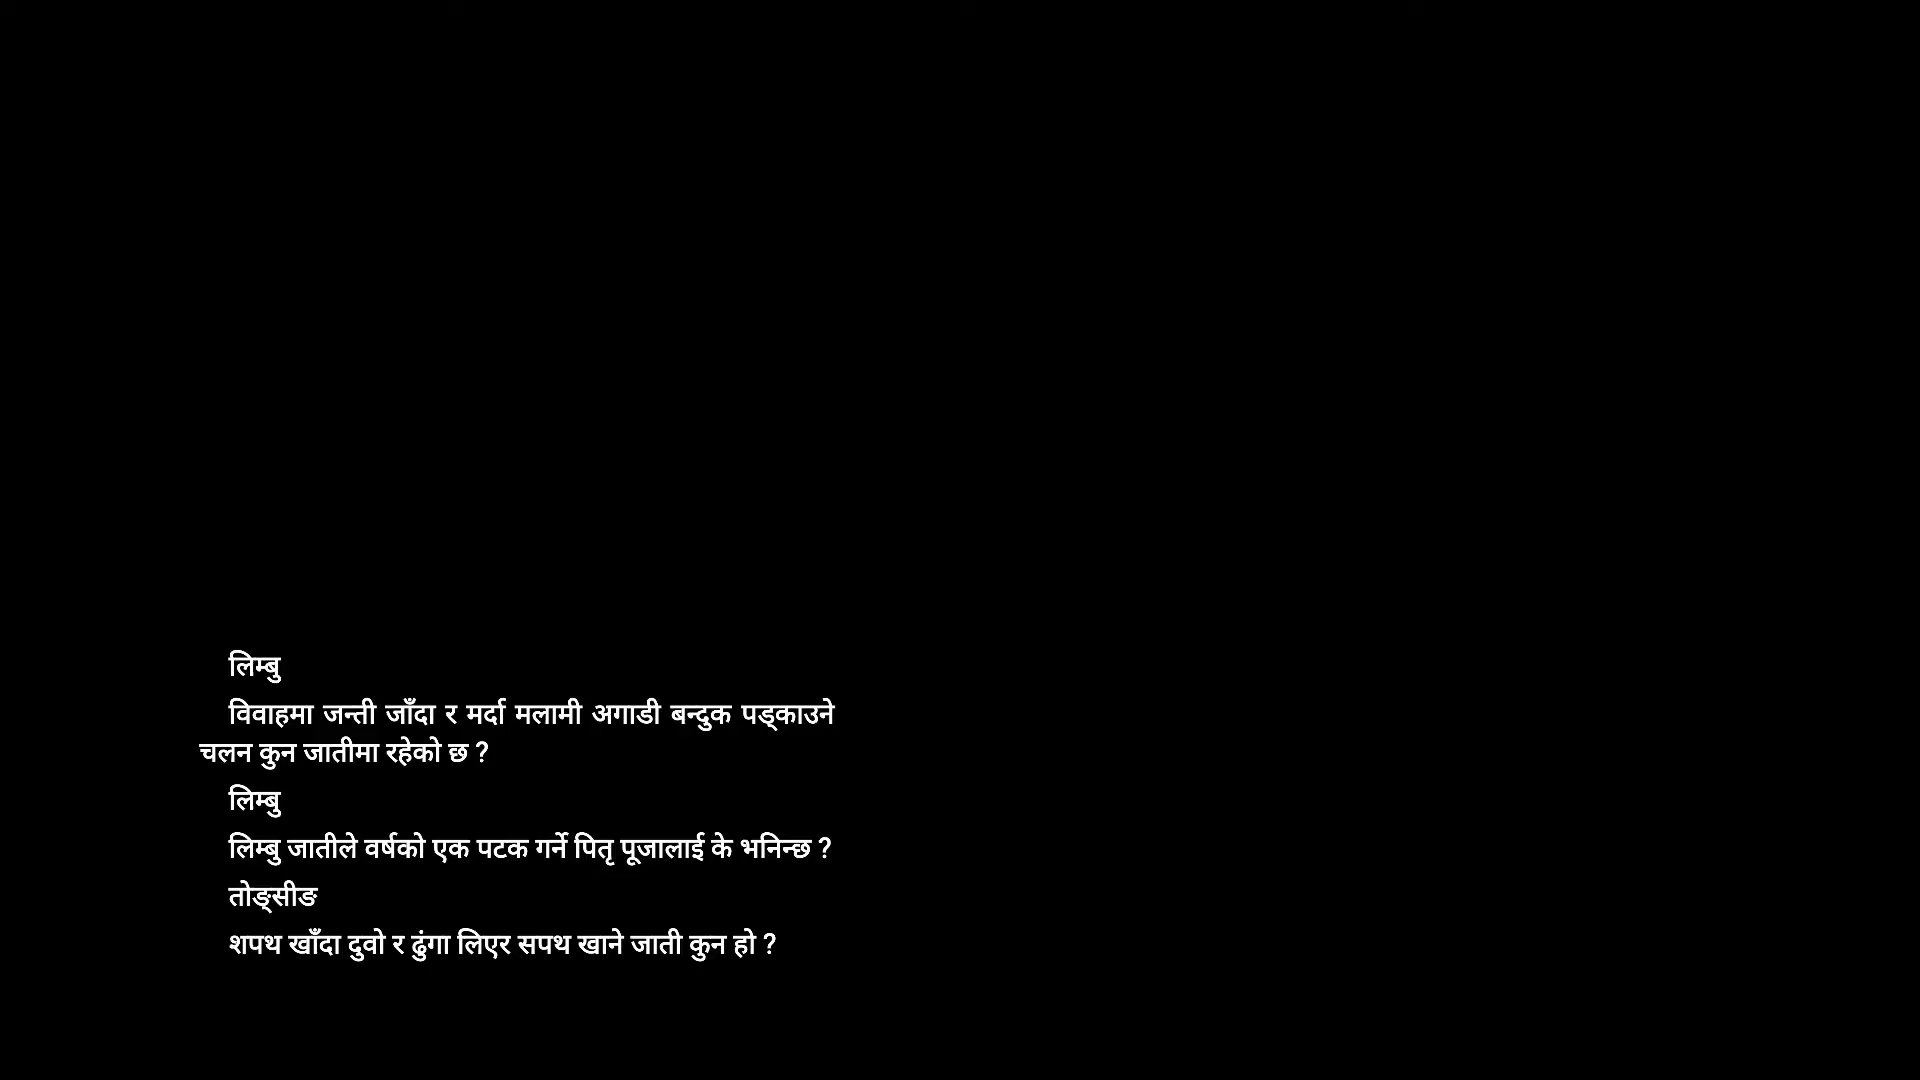 लिम्बु
विवाहमा जन्ती जाँदा र मर्दा मलामी अगाडी बन्दुक पड्काउने
चलन कुन जातीमा रहेको छ ?
लिम्बु
लिम्बु जातीले वर्षको एक पटक गर्ने पितृ पूजालाई के भनिन्छ ?
तोङ्सीङ
शपथ खाँदा दुवो र ढुंगा लिएर सपथ खाने जाती कुन हो ?